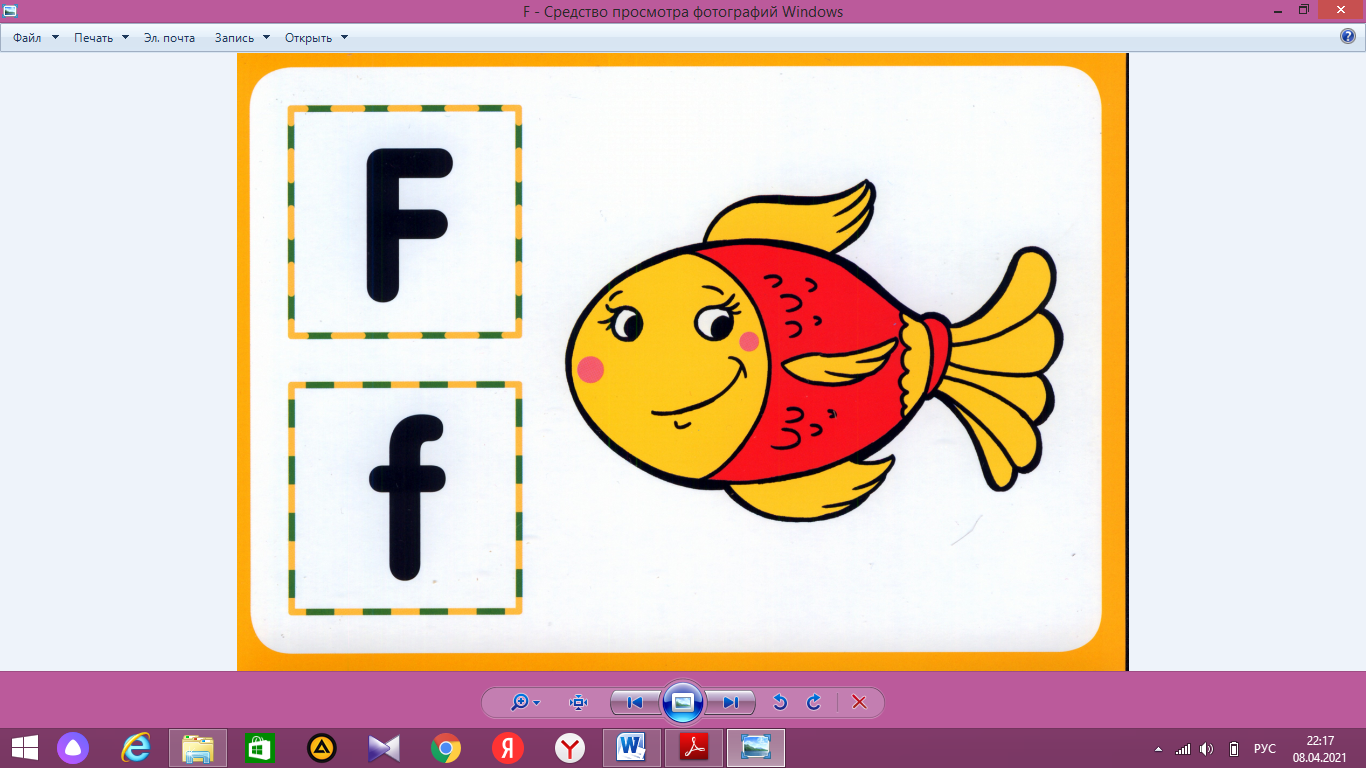 F - Средство просмотра фотографий Windows
Файл Печать Эл. почта Запись Открыть
F
f
РУС
22:17
08.04.2021